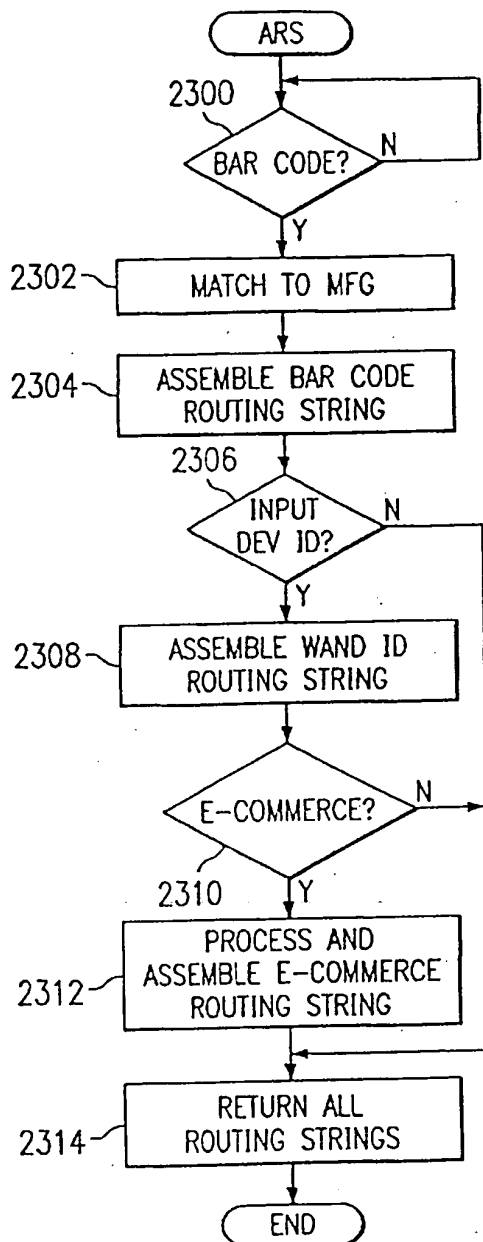 ARS
2300
BAR CODE?
N
Y
2302
MATCH TO MFG
2304
ASSEMBLE BAR CODE
ROUTING STRING
2306
INPUT
DEV ID?
N
Y
2308
ASSEMBLE WAND ID
ROUTING STRING
E-COMMERCE?
N
2310
Y
2312
PROCESS AND
ASSEMBLE E-COMMERCE
ROUTING STRING
2314
RETURN ALL
ROUTING STRINGS
END